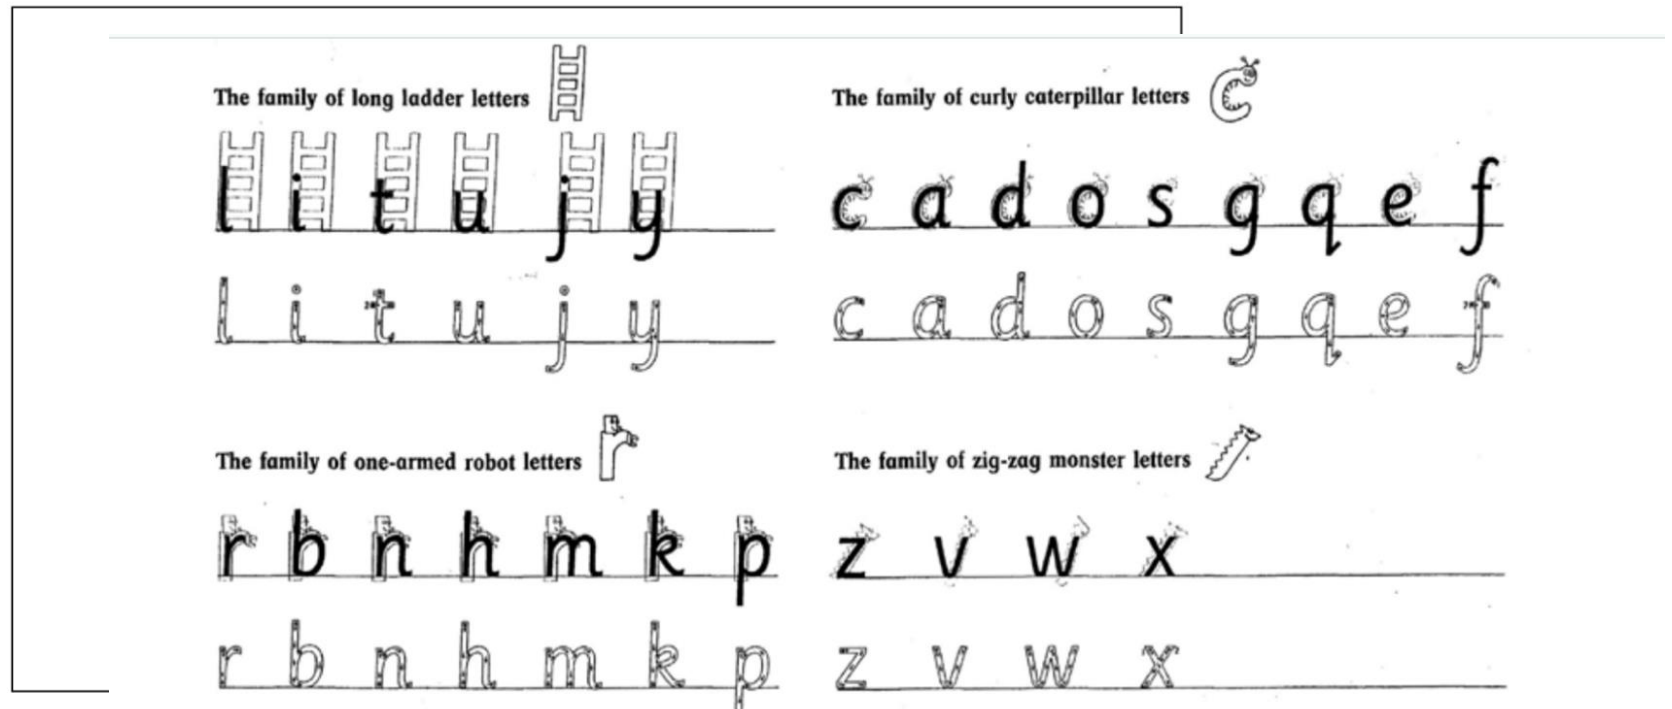 The family of long ladder letters
l i t u j y
l i t u j y
The family of curly caterpillar letters
c a d o s g q e f
c a d o s g q e f
The family of one-armed robot letters
r b n h m k p
r b n h m k p
The family of zig-zag monster letters
z v w x
z v w x